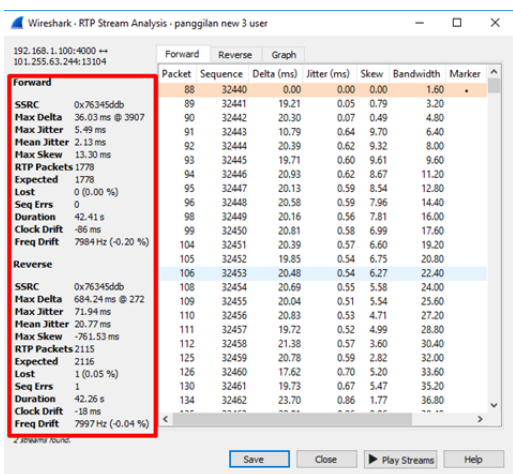 Wireshark · RTP Stream Analysis · panggilan new 3 user
192.168.1.100:4000 ↔
101.255.63.244:13104
Forward
SSRC 0x76345ddb
Max Delta 36.03 ms @ 3907
Max Jitter 5.49 ms
Mean Jitter 2.13 ms
Max Skew 13.30 ms
RTP Packets 1778
Expected 1778
Lost 0 (0.00 %)
Seq Errs 0
Duration 42.41 s
Clock Drift -86 ms
Freq Drift 7984 Hz (-0.20 %)
Reverse
SSRC 0x76345ddb
Max Delta 684.24 ms @ 272
Max Jitter 71.94 ms
Mean Jitter 20.77 ms
Max Skew -761.53 ms
RTP Packets 2115
Expected 2116
Lost 1 (0.05 %)
Seq Errs 1
Duration 42.26 s
Clock Drift -18 ms
Freq Drift 7997 Hz (-0.04 %)
2 streams found.
Forward Reverse Graph
Packet Sequence Delta (ms) Jitter (ms) Skew Bandwidth Marker
88 32440 0.00 0.00 0.00 1.60 •
89 32441 19.21 0.05 0.79 3.20
90 32442 20.30 0.07 0.49 4.80
91 32443 10.79 0.64 9.70 6.40
92 32444 20.39 0.62 9.32 8.00
93 32445 19.71 0.60 9.61 9.60
94 32446 20.93 0.62 8.67 11.20
95 32447 20.13 0.59 8.54 12.80
96 32448 20.58 0.59 7.96 14.40
98 32449 20.16 0.56 7.81 16.00
99 32450 20.81 0.58 6.99 17.60
104 32451 20.39 0.57 6.60 19.20
105 32452 19.85 0.54 6.75 20.80
106 32453 20.48 0.54 6.27 22.40
108 32454 20.69 0.55 5.58 24.00
109 32455 20.04 0.51 5.54 25.60
110 32456 20.83 0.53 4.71 27.20
111 32457 19.72 0.52 4.99 28.80
112 32458 21.38 0.57 3.60 30.40
125 32459 20.78 0.59 2.82 32.00
126 32460 17.62 0.70 5.20 33.60
130 32461 19.73 0.67 5.47 35.20
134 32462 23.70 0.86 1.77 36.80
Save Close Play Streams Help